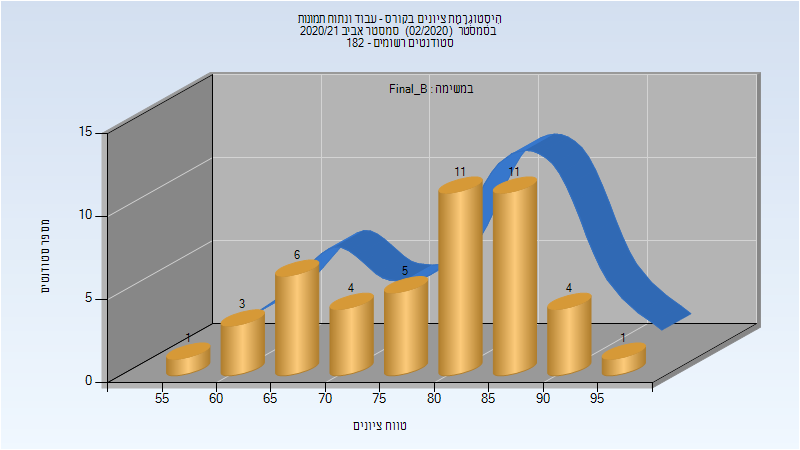 היסטוגרמת ציונים בקורס - עבוד ונתוח תמונות
בסמסטר (02/2020) סמסטר אביב 2020/21
סטודנטים רשומים - 182
במשימה : Final_B
מספר סטודנטים
15
10
5
0
1
3
6
4
5
11
11
4
1
55 60 65 70 75 80 85 90 95
טווח ציונים